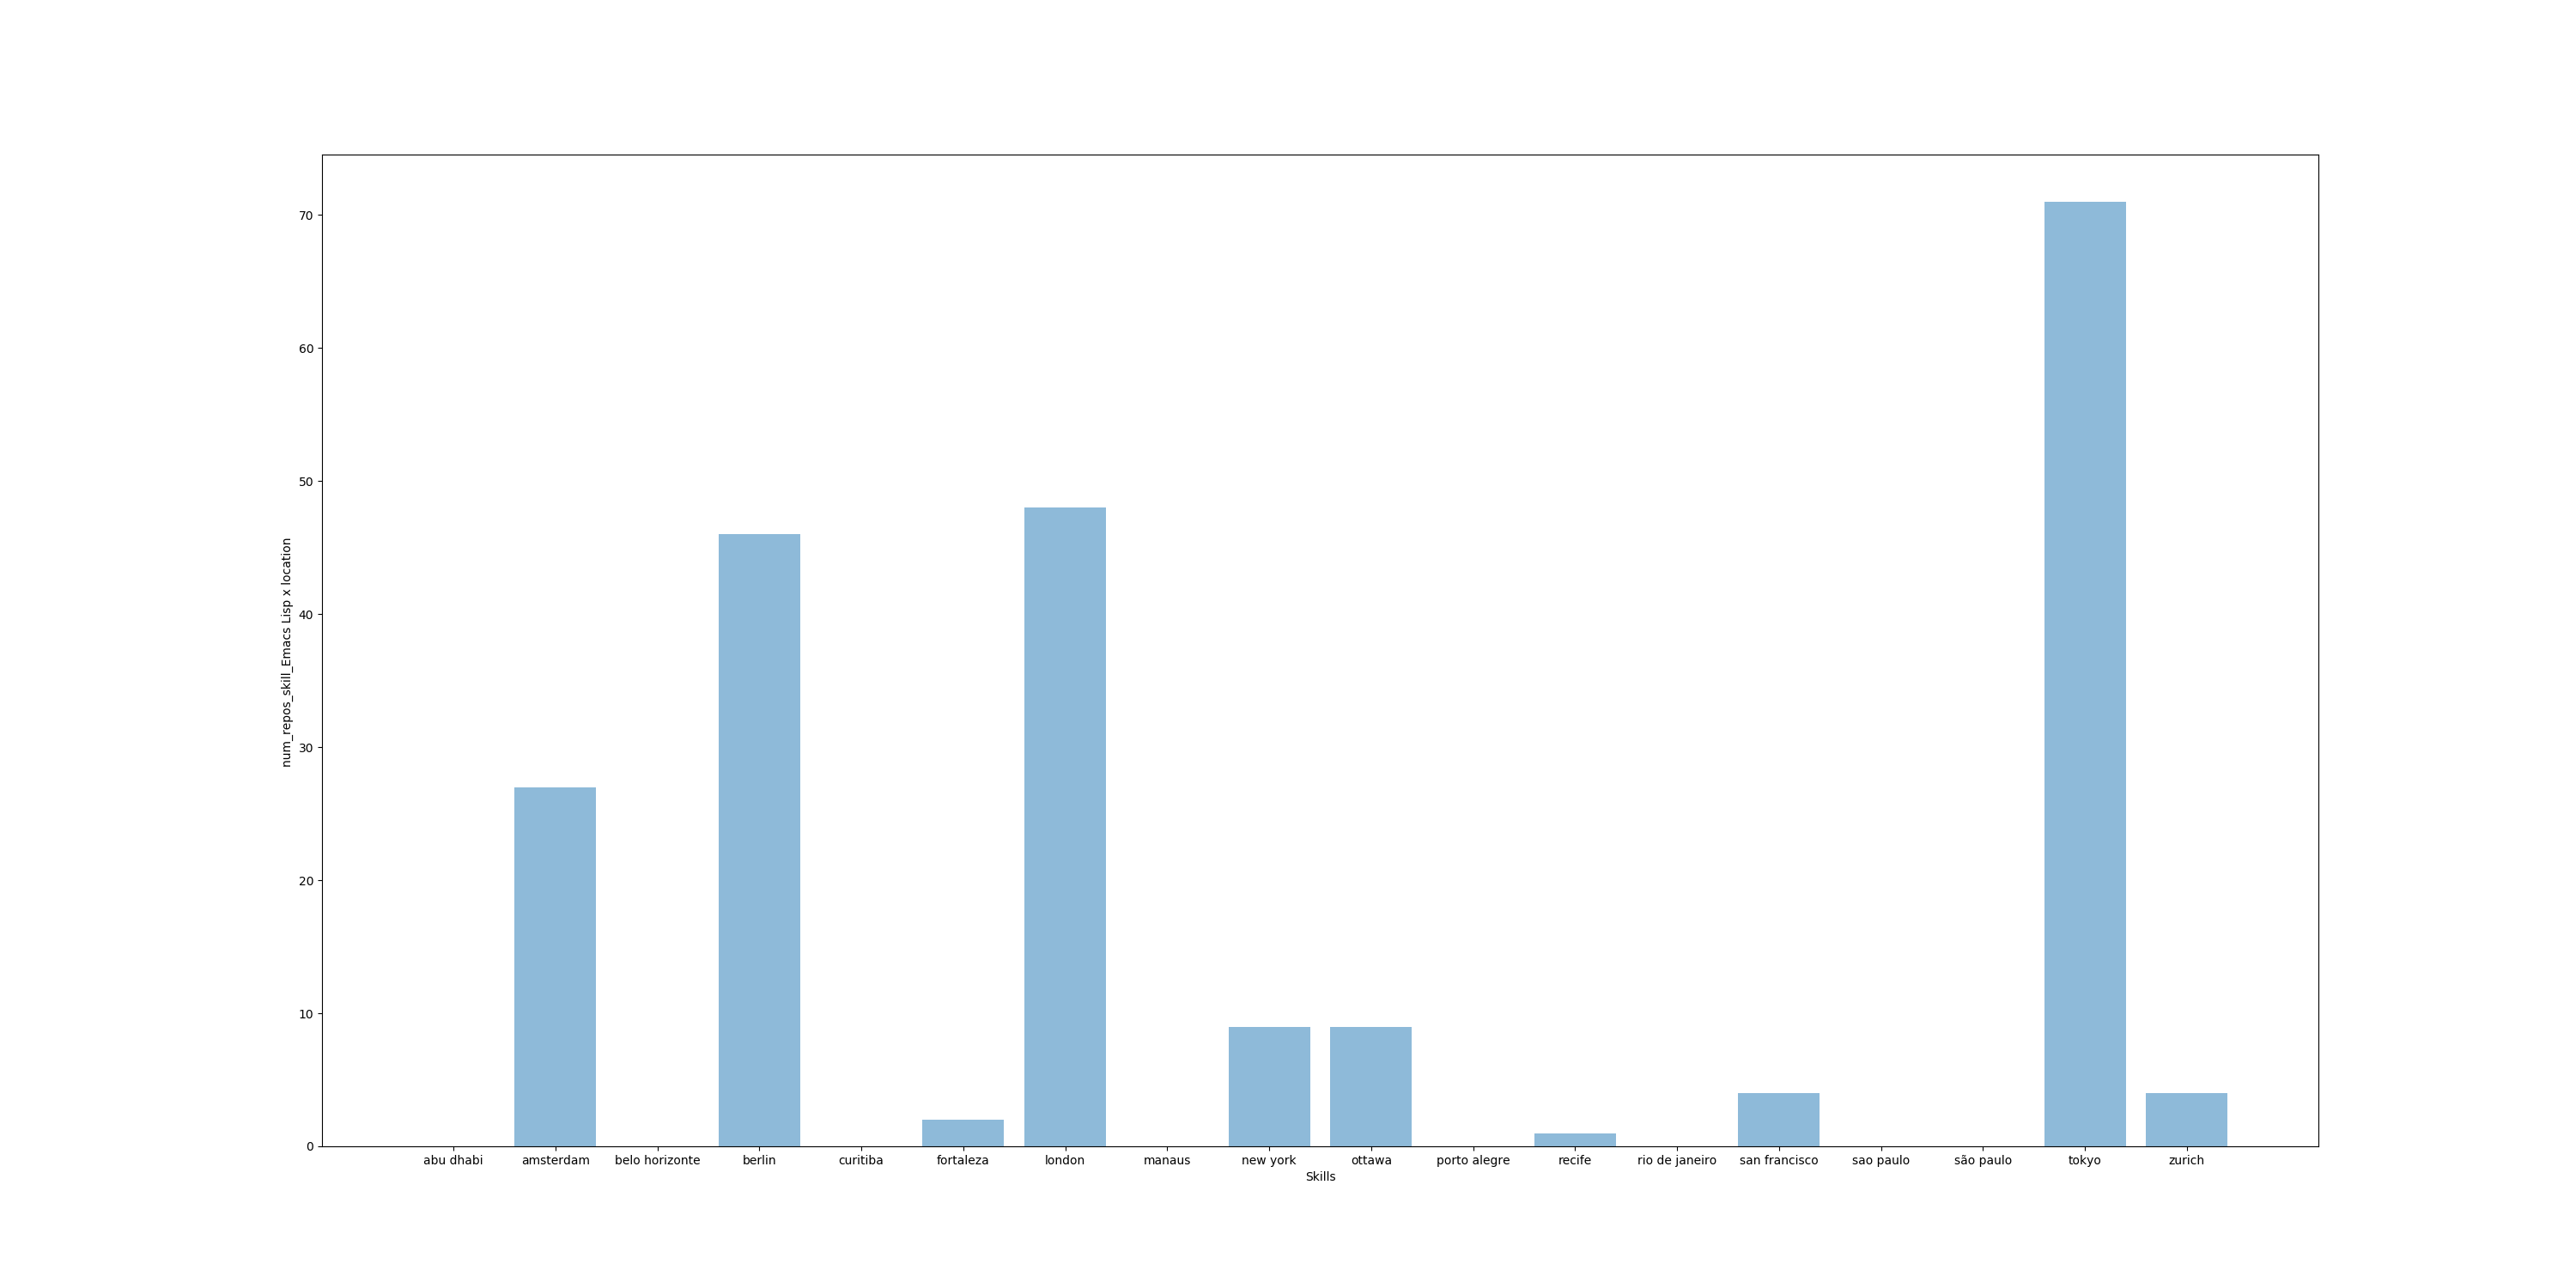 70
60
50
40
30
20
10
0
num_repos_skill_Emacs Lisp x location
abu dhabi amsterdam belo horizonte berlin curitiba fortaleza london manaus new york ottawa porto alegre recife rio de janeiro san francisco sao paulo são paulo tokyo zurich
Skills